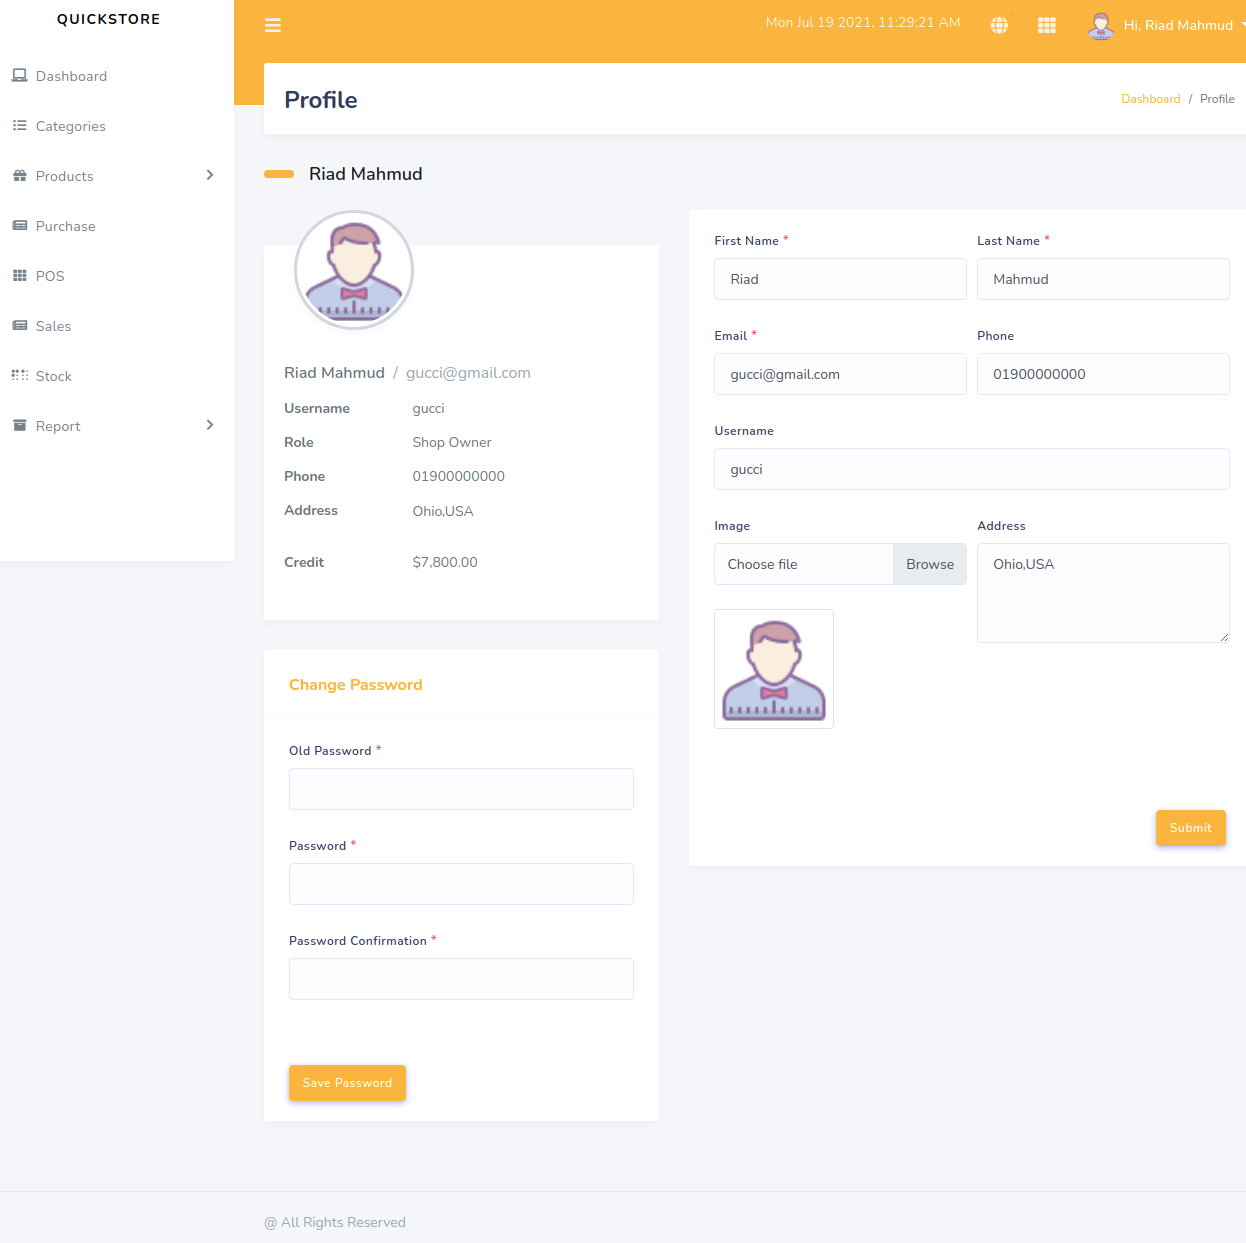 QUICKSTORE
Mon Jul 19 2021, 11:29:21 AM
Hi, Riad Mahmud
Dashboard
Categories
Products
Purchase
POS
Sales
Stock
Report
Profile
Dashboard / Profile
Riad Mahmud
Riad Mahmud / gucci@gmail.com
Username gucci
Role Shop Owner
Phone 01900000000
Address Ohio,USA
Credit $7,800.00
Change Password
Old Password *
Password *
Password Confirmation *
Save Password
First Name * Last Name *
Riad Mahmud
Email * Phone
gucci@gmail.com 01900000000
Username
gucci
Image Address
Choose file Browse Ohio,USA
Submit
@ All Rights Reserved